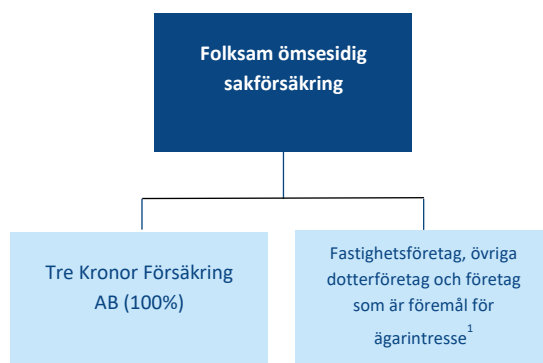 Folksam ömsesidig
sakförsäkring
Tre Kronor Försäkring
AB (100%)
Fastighetsföretag, övriga
dotterföretag och företag
som är föremål för
ägarintresse¹